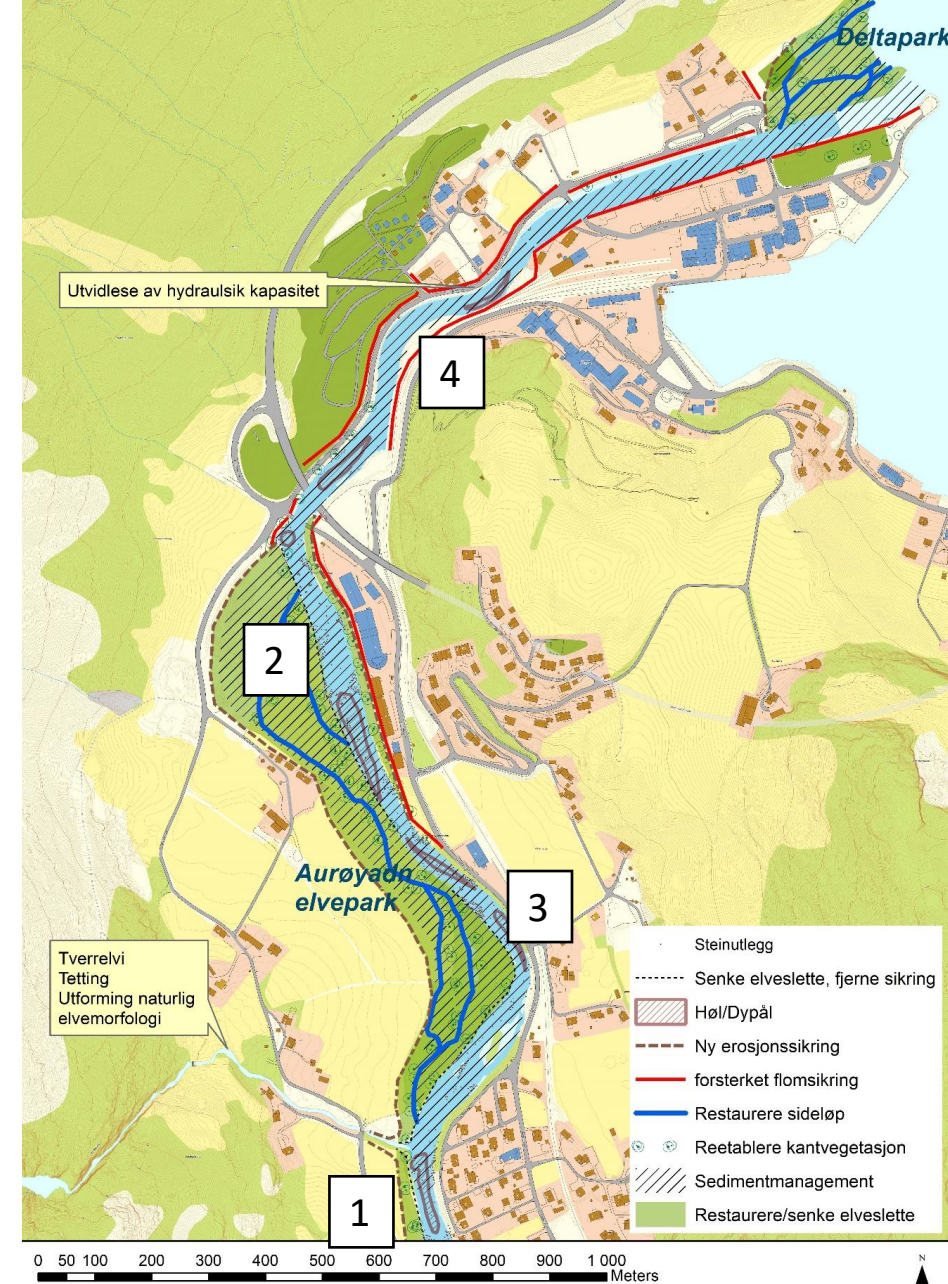 Deltapark
Utvidlese av hydraulsik kapasitet
4
2
3
Aurøyadn
elvepark
Tverrelvi
Tetting
Utforming naturlig
elvemorfologi
1
Steinutlegg
Senke elveslette, fjerne sikring
Høl/Dypål
Ny erosjonssikring
forsterket flomsikring
Restaurere sideløp
Reetablere kantvegetasjon
Sedimentmanagement
Restaurere/senke elveslette
0 50 100 200 300 400 500 600 700 800 900 1 000
Meters
N